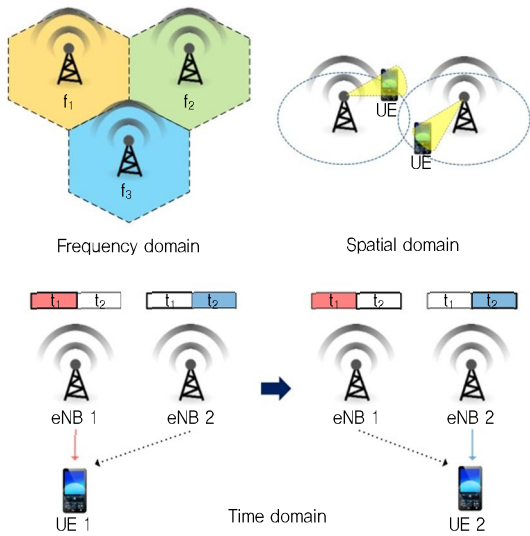 f1
f2
f3
UE
UE
Frequency domain
Spatial domain
t1 t2 t1 t2 t1 t2 t1 t2
eNB 1 eNB 2 eNB 1 eNB 2
UE 1 Time domain UE 2